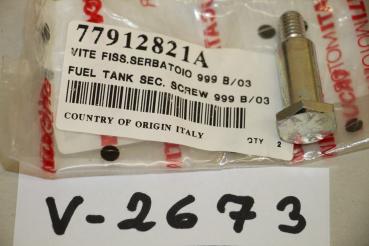 77912821A
VITE FISS.SERBATOIO 999 B/03
FUEL TANK SEC. SCREW 999 B/03
COUNTRY OF ORIGIN ITALY
QTY 2
V-2673